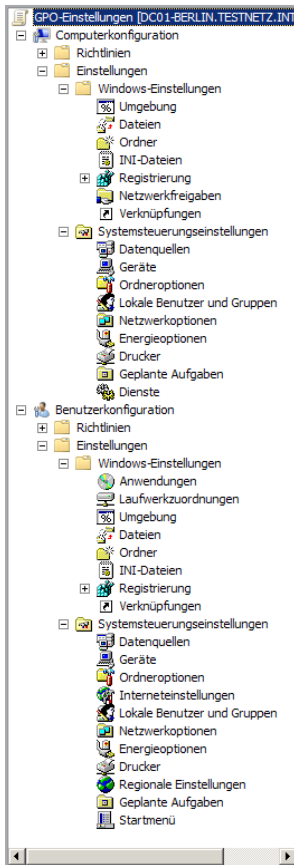 GPO-Einstellungen [DC01-BERLIN.TESTNETZ.INT
Computerkonfiguration
Richtlinien
Einstellungen
Windows-Einstellungen
Umgebung
Dateien
Ordner
INI-Dateien
Registrierung
Netzwerkfreigaben
Verknüpfungen
Systemsteuerungseinstellungen
Datenquellen
Geräte
Ordneroptionen
Lokale Benutzer und Gruppen
Netzwerkoptionen
Energieoptionen
Drucker
Geplante Aufgaben
Dienste
Benutzerkonfiguration
Richtlinien
Einstellungen
Windows-Einstellungen
Anwendungen
Laufwerkzuordnungen
Umgebung
Dateien
Ordner
INI-Dateien
Registrierung
Verknüpfungen
Systemsteuerungseinstellungen
Datenquellen
Geräte
Ordneroptionen
Interneteinstellungen
Lokale Benutzer und Gruppen
Netzwerkoptionen
Energieoptionen
Drucker
Regionale Einstellungen
Geplante Aufgaben
Startmenü